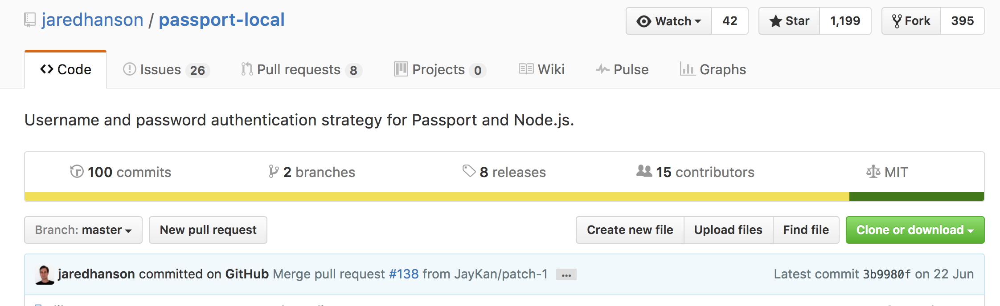 jaredhanson / passport-local Watch 42 Star 1,199 Fork 395
Code Issues 26 Pull requests 8 Projects 0 Wiki Pulse Graphs
Username and password authentication strategy for Passport and Node.js.
100 commits 2 branches 8 releases 15 contributors MIT
Branch: master New pull request Create new file Upload files Find file Clone or download
jaredhanson committed on GitHub Merge pull request #138 from JayKan/patch-1 ... Latest commit 3b9980f on 22 Jun